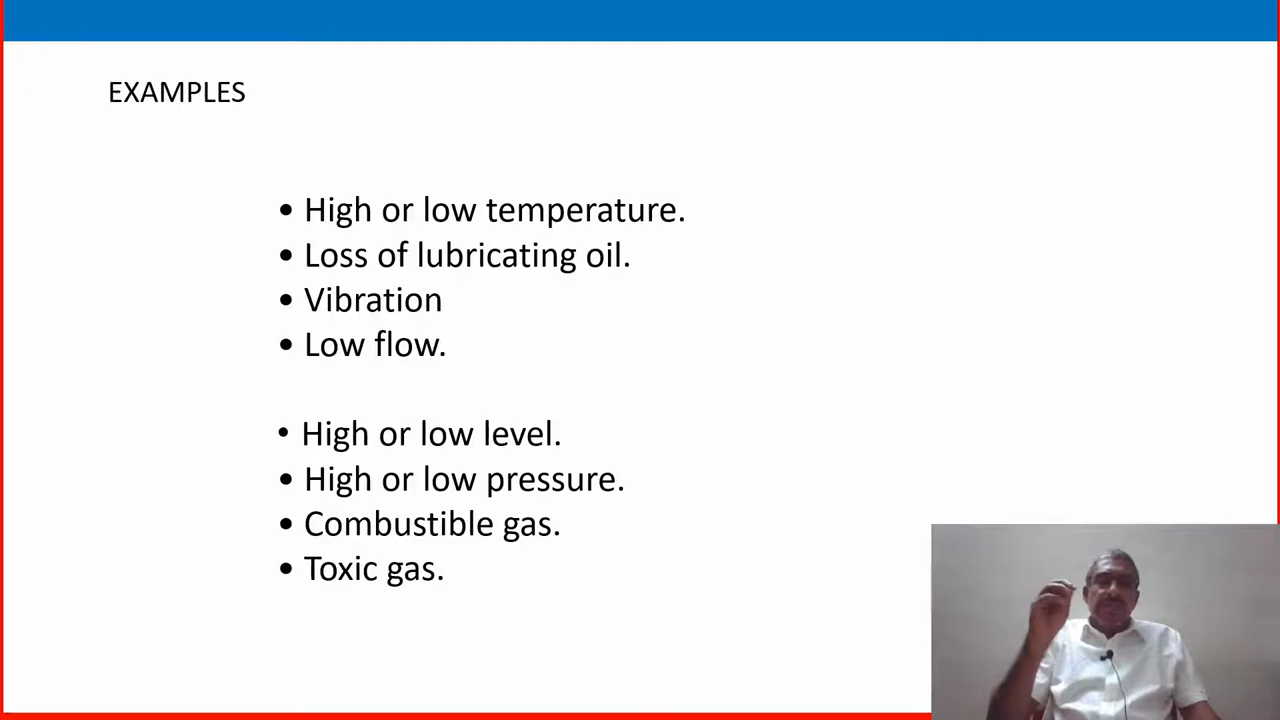 EXAMPLES
• High or low temperature.
• Loss of lubricating oil.
• Vibration
• Low flow.
• High or low level.
• High or low pressure.
• Combustible gas.
• Toxic gas.